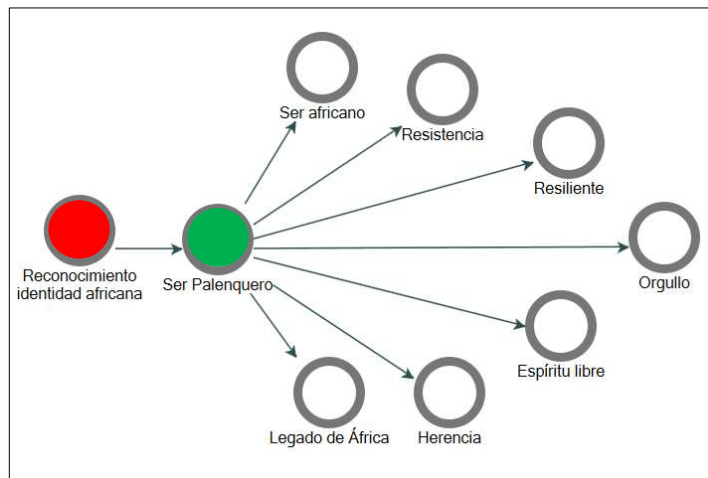 Ser africano
Resistencia
Resiliente
Reconocimiento
identidad africana
Ser Palenquero
Orgullo
Espíritu libre
Legado de África
Herencia